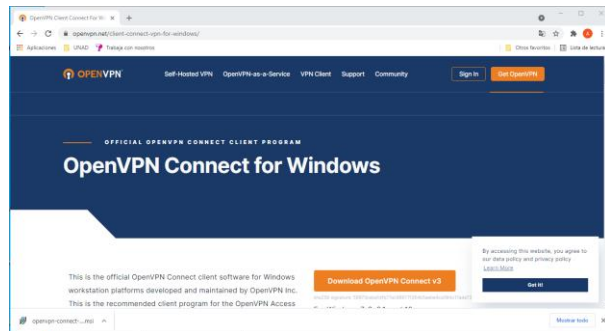 OpenVPN Client Connect For Wi
openvpn.net/client-connect-vpn-for-windows/
Aplicaciones UNAD Trabaja con nosotros Otros favoritos Lista de lectura
OPENVPN Self-Hosted VPN OpenVPN-as-a-Service VPN Client Support Community Sign In Get OpenVPN
OFFICIAL OPENVPN CONNECT CLIENT PROGRAM
OpenVPN Connect for Windows
By accessing this website, you agree to
our data policy and privacy policy
Learn More
Got It!
This is the official OpenVPN Connect client software for Windows
workstation platforms developed and maintained by OpenVPN Inc.
This is the recommended client program for the OpenVPN Access
Download OpenVPN Connect v3
openvpn-connect-....msi
Mostrar todo